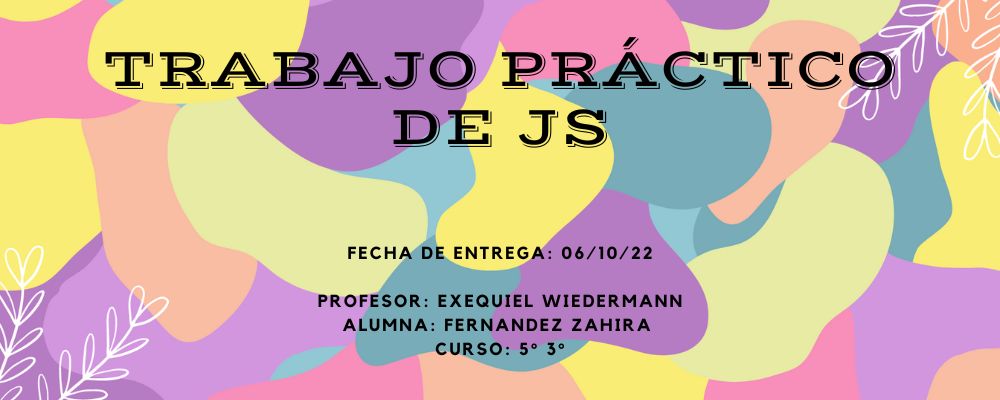 TRABAJO PRÁCTICO
DE JS
FECHA DE ENTREGA: 06/10/22
PROFESOR: EXEQUIEL WIEDERMANN
ALUMNA: FERNANDEZ ZAHIRA
CURSO: 5° 3°